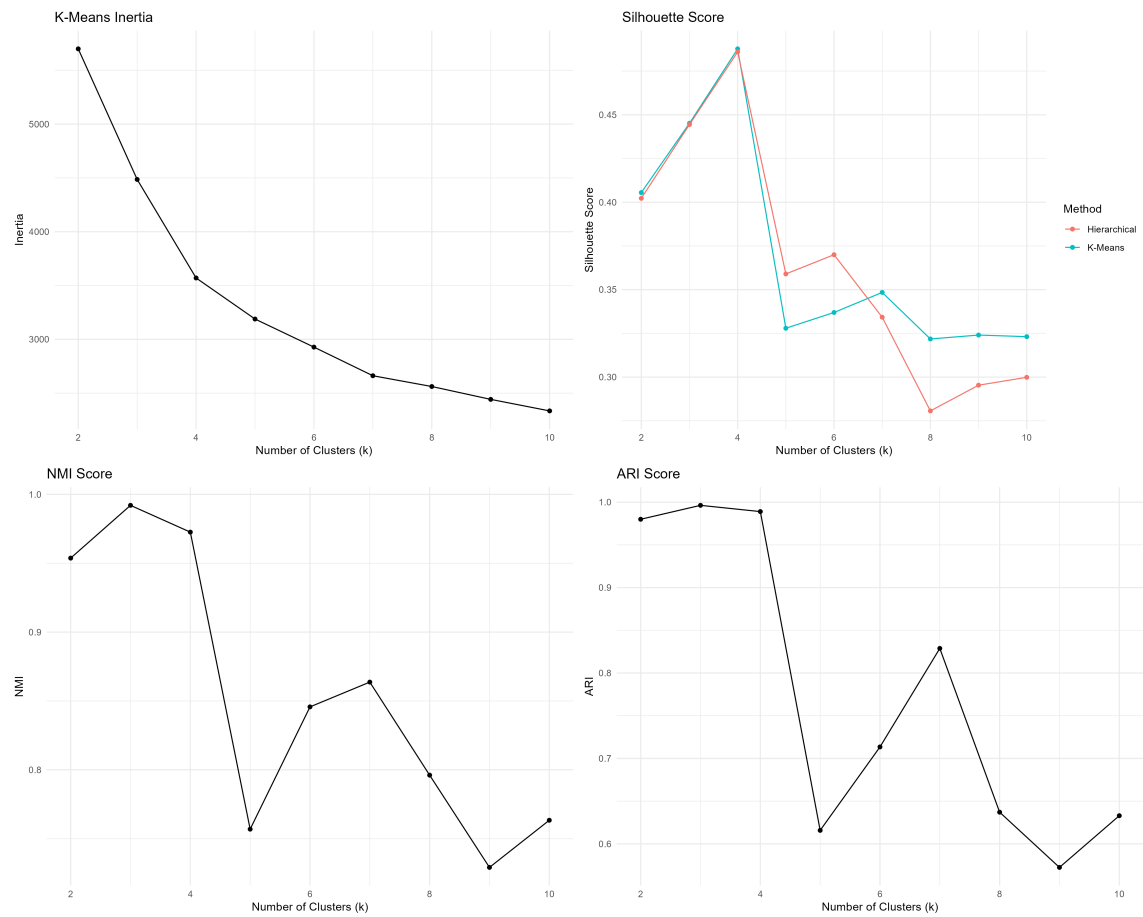 K-Means Inertia
Inertia
5000
4000
3000
2 4 6 8 10
Number of Clusters (k)
Silhouette Score
Silhouette Score
0.45
0.40
0.35
0.30
2 4 6 8 10
Number of Clusters (k)
Method
Hierarchical
K-Means
NMI Score
NMI
1.0
0.9
0.8
2 4 6 8 10
Number of Clusters (k)
ARI Score
ARI
1.0
0.9
0.8
0.7
0.6
2 4 6 8 10
Number of Clusters (k)